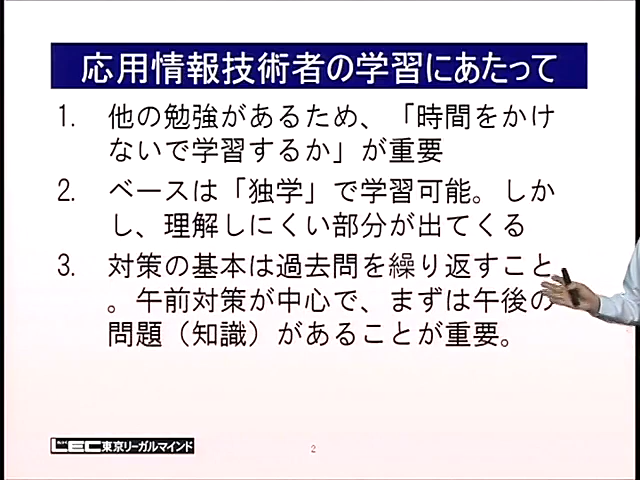 応用情報技術者の学習にあたって
1. 他の勉強があるため、「時間をかけ
ないで学習するか」が重要
2. ベースは「独学」で学習可能。しか
し、理解しにくい部分が出てくる
3. 対策の基本は過去問を繰り返すこと
。午前対策が中心で、まずは午後の
問題（知識）があることが重要。
LEC東京リーガルマインド
2